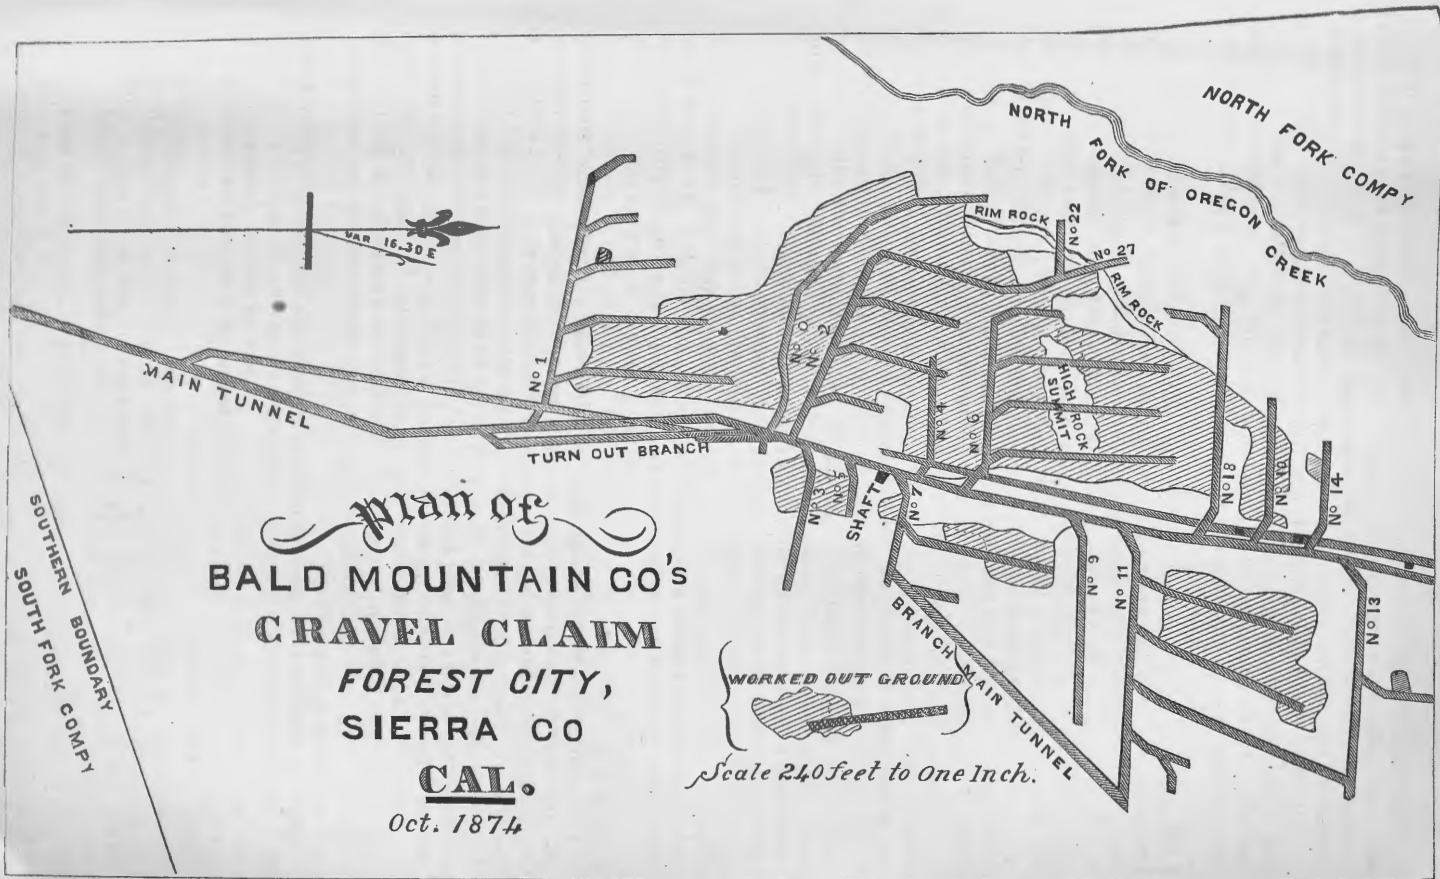 NORTH FORK COMPY
NORTH FORK OF OREGON CREEK
VAR 16.30 E
RIM ROCK
No 22
No 27
RIM ROCK
No 1
No 0
No 2
No 4
No 6
HIGH ROCK
SUMMIT
MAIN TUNNEL
TURN OUT BRANCH
No 3
No 5
SHAFT
No 7
No 18
No 10
No 14
No 9
No 11
No 13
BRANCH MAIN TUNNEL
SOUTHERN BOUNDARY
SOUTH FORK COMPY
Plan of
BALD MOUNTAIN CO's
GRAVEL CLAIM
FOREST CITY,
SIERRA CO
CAL.
Oct. 1874
WORKED OUT GROUND
Scale 240 feet to One Inch.